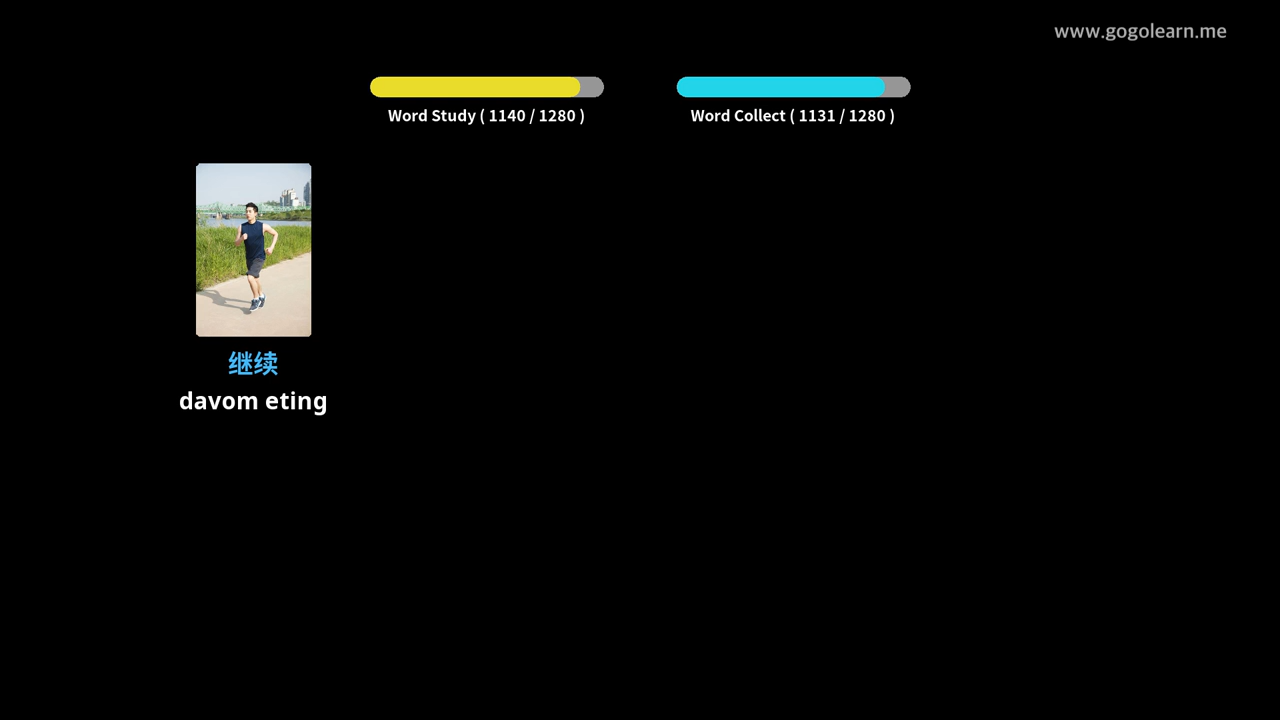 www.gogolearn.me
Word Study ( 1140 / 1280 )
Word Collect ( 1131 / 1280 )
继续
davom eting